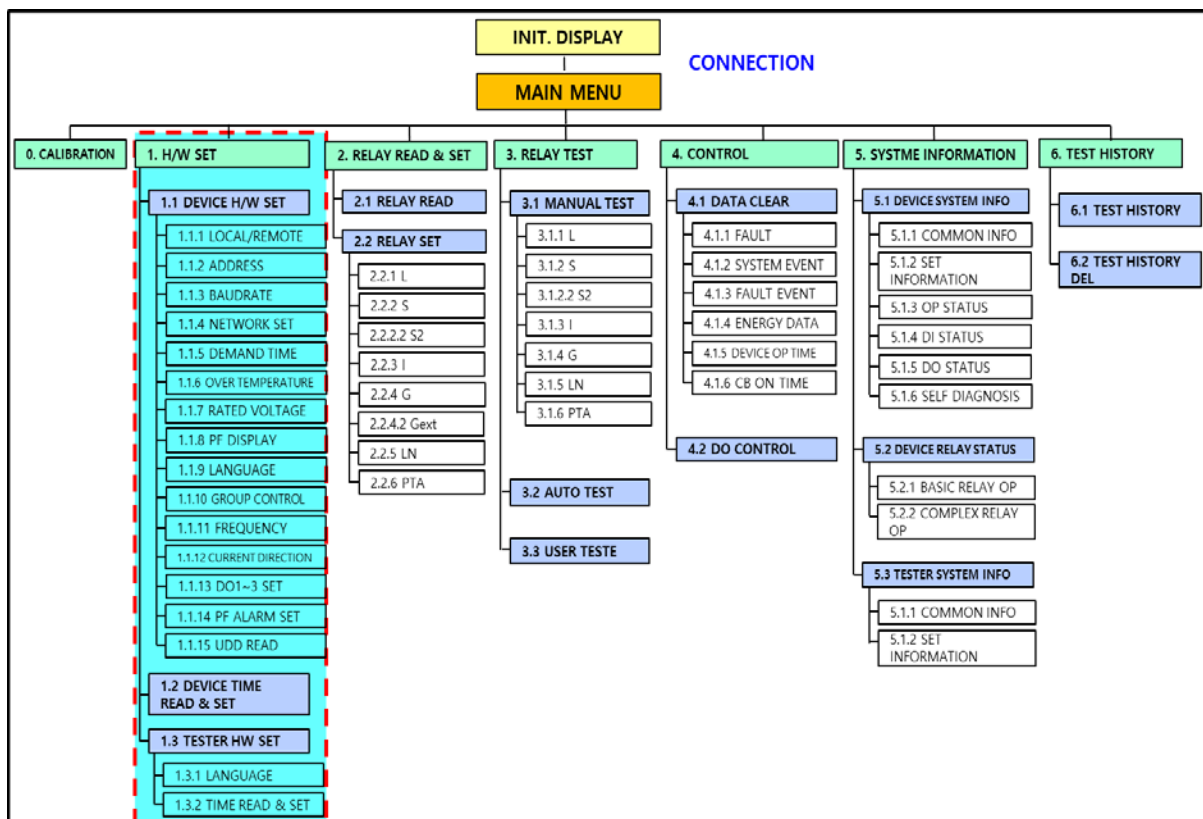 INIT. DISPLAY
CONNECTION
MAIN MENU
0. CALIBRATION
1. H/W SET
1.1 DEVICE H/W SET
1.1.1 LOCAL/REMOTE
1.1.2 ADDRESS
1.1.3 BAUDRATE
1.1.4 NETWORK SET
1.1.5 DEMAND TIME
1.1.6 OVER TEMPERATURE
1.1.7 RATED VOLTAGE
1.1.8 PF DISPLAY
1.1.9 LANGUAGE
1.1.10 GROUP CONTROL
1.1.11 FREQUENCY
1.1.12 CURRENT DIRECTION
1.1.13 DO1~3 SET
1.1.14 PF ALARM SET
1.1.15 UDD READ
1.2 DEVICE TIME
READ & SET
1.3 TESTER HW SET
1.3.1 LANGUAGE
1.3.2 TIME READ & SET
2. RELAY READ & SET
2.1 RELAY READ
2.2 RELAY SET
2.2.1 L
2.2.2 S
2.2.2.2 S2
2.2.3 I
2.2.4 G
2.2.4.2 Gext
2.2.5 LN
2.2.6 PTA
3. RELAY TEST
3.1 MANUAL TEST
3.1.1 L
3.1.2 S
3.1.2.2 S2
3.1.3 I
3.1.4 G
3.1.5 LN
3.1.6 PTA
3.2 AUTO TEST
3.3 USER TESTE
4. CONTROL
4.1 DATA CLEAR
4.1.1 FAULT
4.1.2 SYSTEM EVENT
4.1.3 FAULT EVENT
4.1.4 ENERGY DATA
4.1.5 DEVICE OP TIME
4.1.6 CB ON TIME
4.2 DO CONTROL
5. SYSTME INFORMATION
5.1 DEVICE SYSTEM INFO
5.1.1 COMMON INFO
5.1.2 SET
INFORMATION
5.1.3 OP STATUS
5.1.4 DI STATUS
5.1.5 DO STATUS
5.1.6 SELF DIAGNOSIS
5.2 DEVICE RELAY STATUS
5.2.1 BASIC RELAY OP
5.2.2 COMPLEX RELAY
OP
5.3 TESTER SYSTEM INFO
5.1.1 COMMON INFO
5.1.2 SET
INFORMATION
6. TEST HISTORY
6.1 TEST HISTORY
6.2 TEST HISTORY
DEL